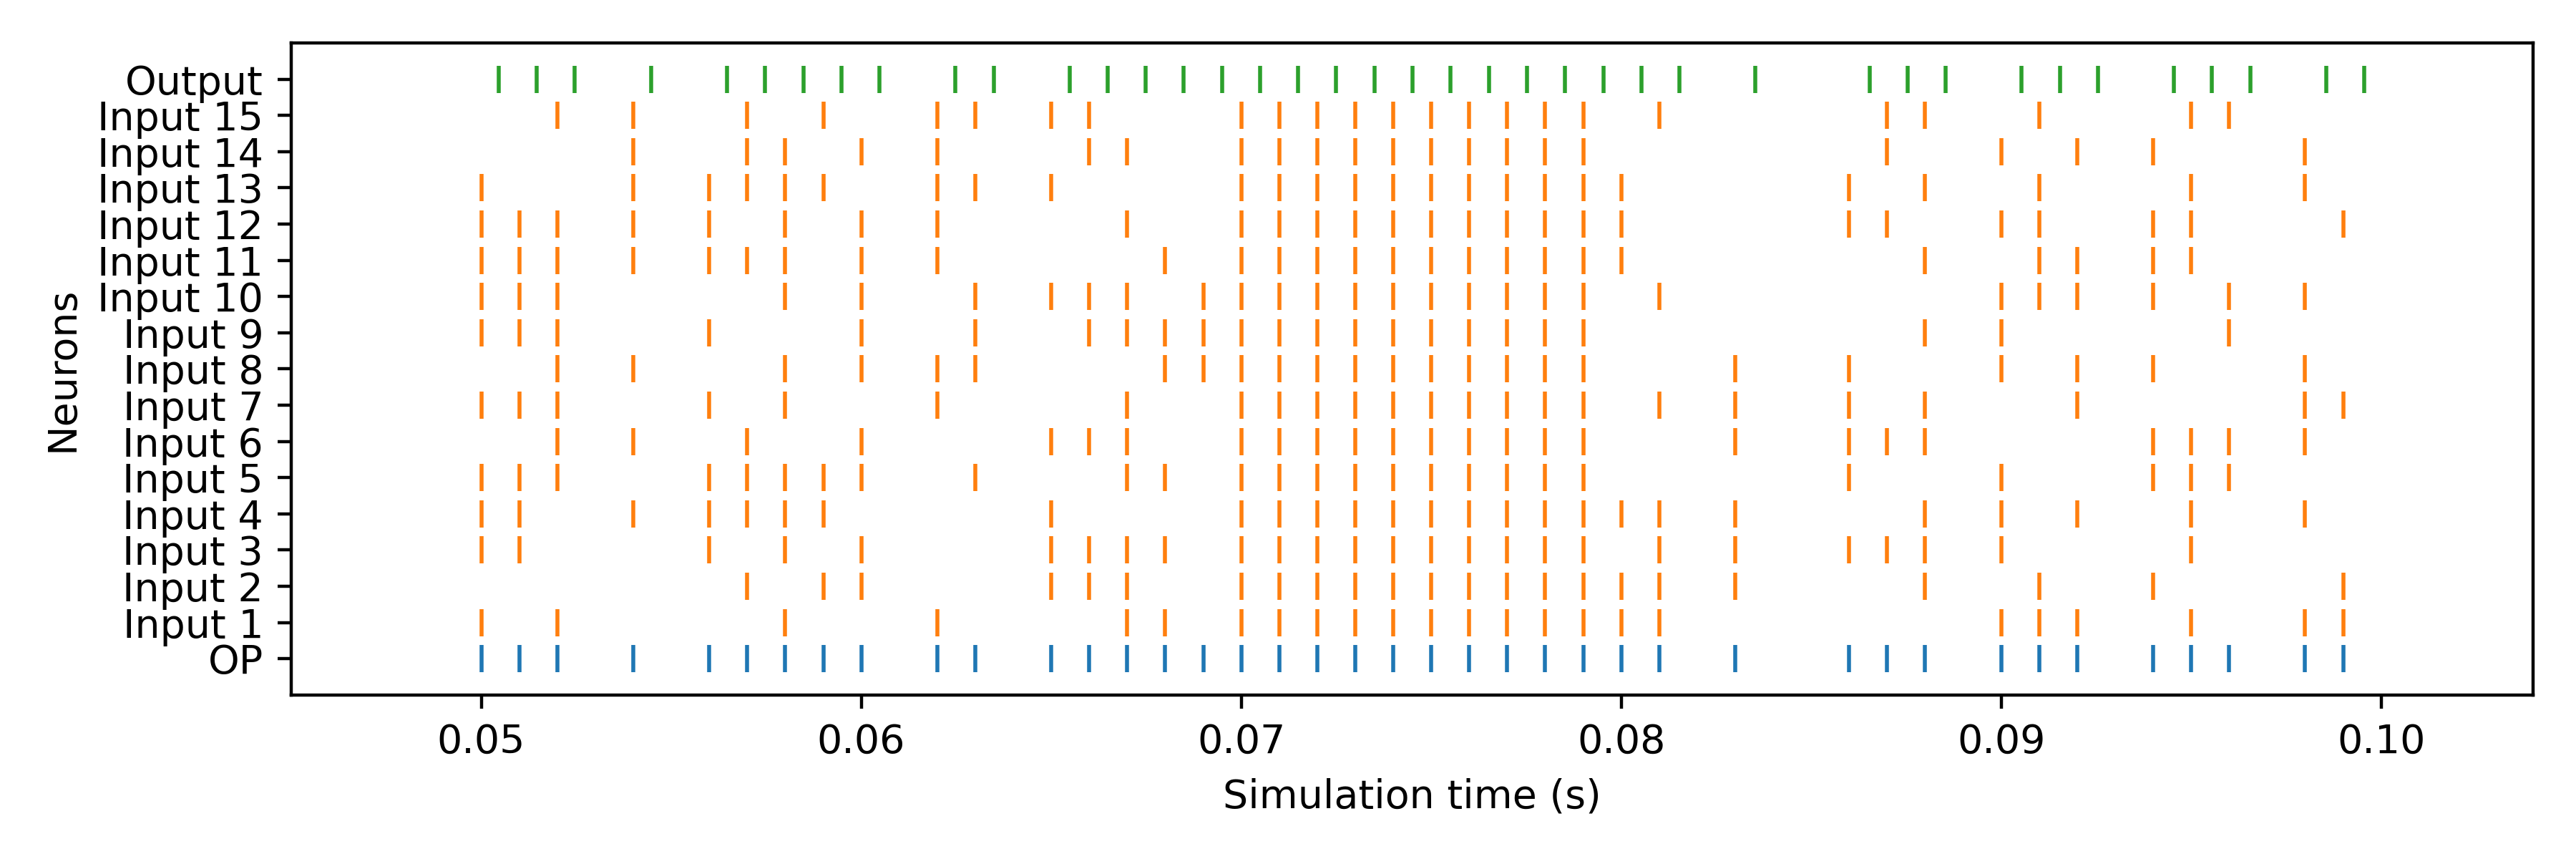 Output
Input 15
Input 14
Input 13
Input 12
Input 11
Input 10
Input 9
Input 8
Input 7
Input 6
Input 5
Input 4
Input 3
Input 2
Input 1
OP
Neurons
0.05 0.06 0.07 0.08 0.09 0.10
Simulation time (s)